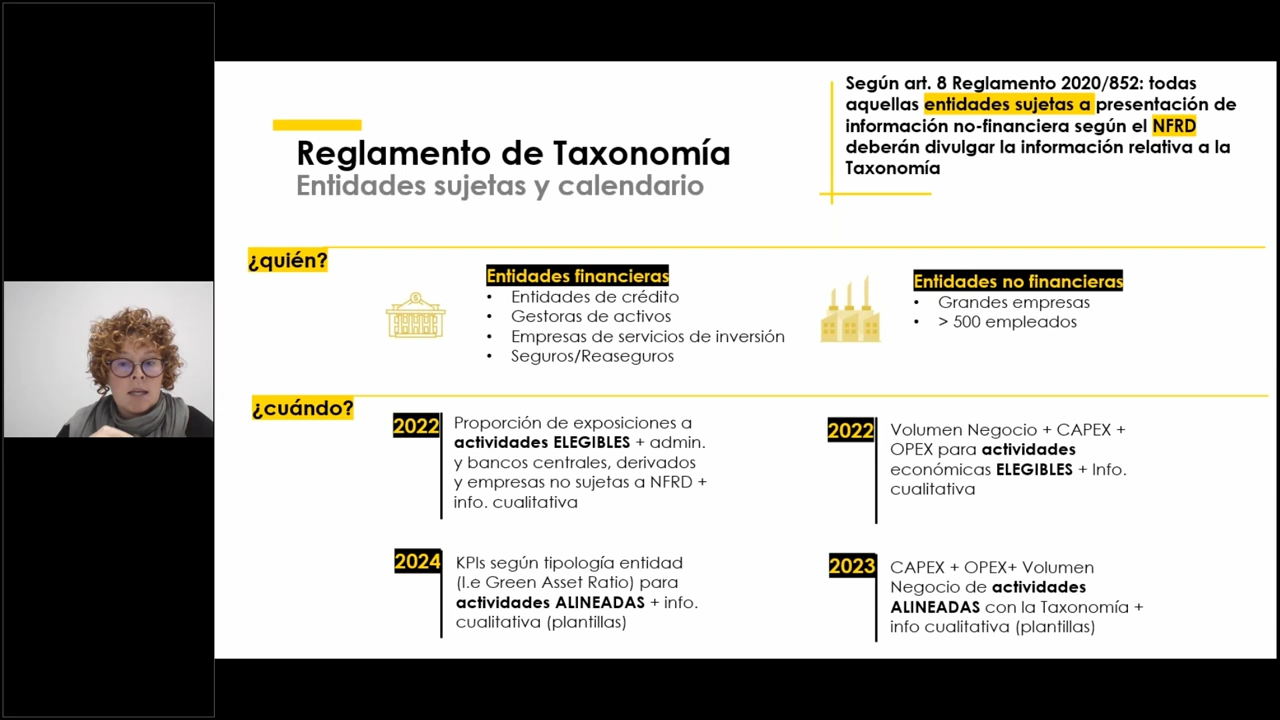 Según art. 8 Reglamento 2020/852: todas
aquellas entidades sujetas a presentación de
información no-financiera según el NFRD
deberán divulgar la información relativa a la
Taxonomía
Reglamento de Taxonomía
Entidades sujetas y calendario
¿quién?
Entidades financieras
• Entidades de crédito
• Gestoras de activos
• Empresas de servicios de inversión
• Seguros/Reaseguros
Entidades no financieras
• Grandes empresas
• > 500 empleados
¿cuándo?
2022
Proporción de exposiciones a
actividades ELEGIBLES + admin.
y bancos centrales, derivados
y empresas no sujetas a NFRD +
info. cualitativa
2022
Volumen Negocio + CAPEX +
OPEX para actividades
económicas ELEGIBLES + Info.
cualitativa
2024
KPIs según tipología entidad
(I.e Green Asset Ratio) para
actividades ALINEADAS + info.
cualitativa (plantillas)
2023
CAPEX + OPEX+ Volumen
Negocio de actividades
ALINEADAS con la Taxonomía +
info cualitativa (plantillas)